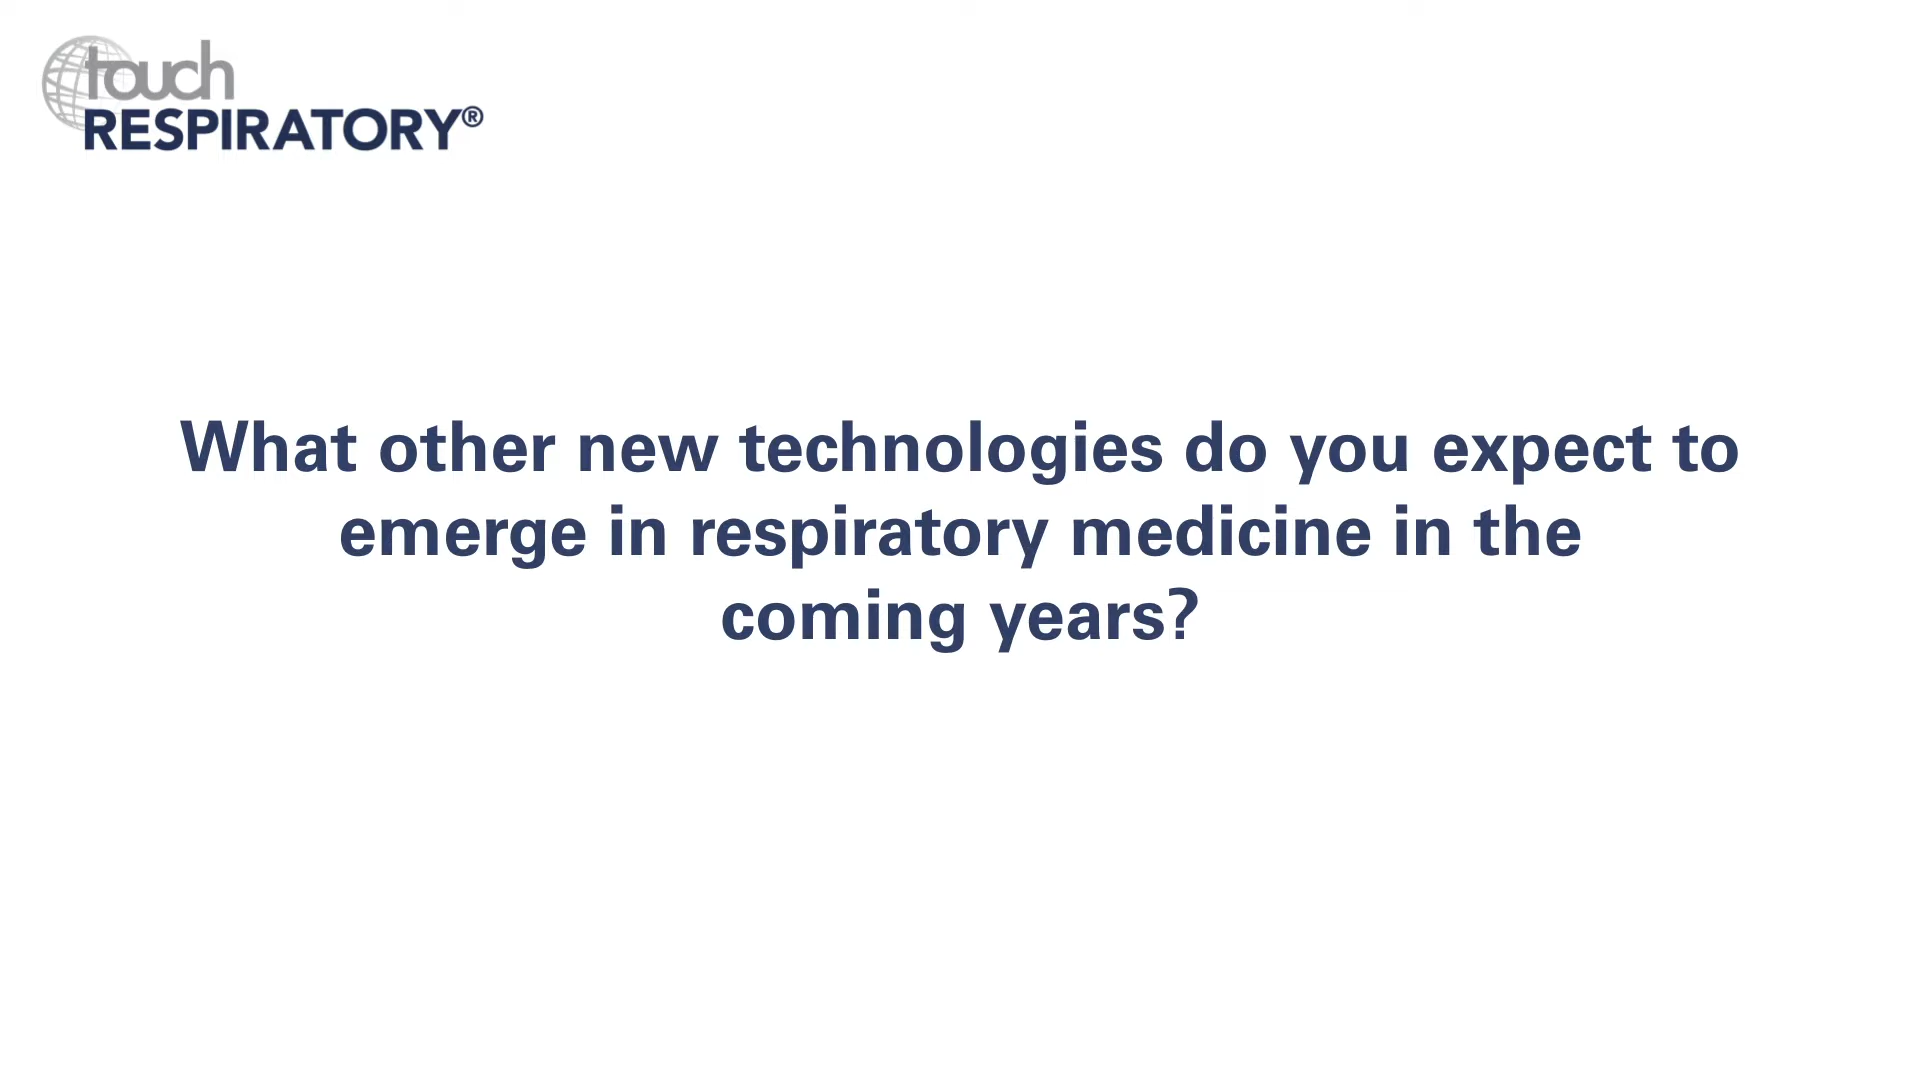 touch
RESPIRATORY®
What other new technologies do you expect to
emerge in respiratory medicine in the
coming years?